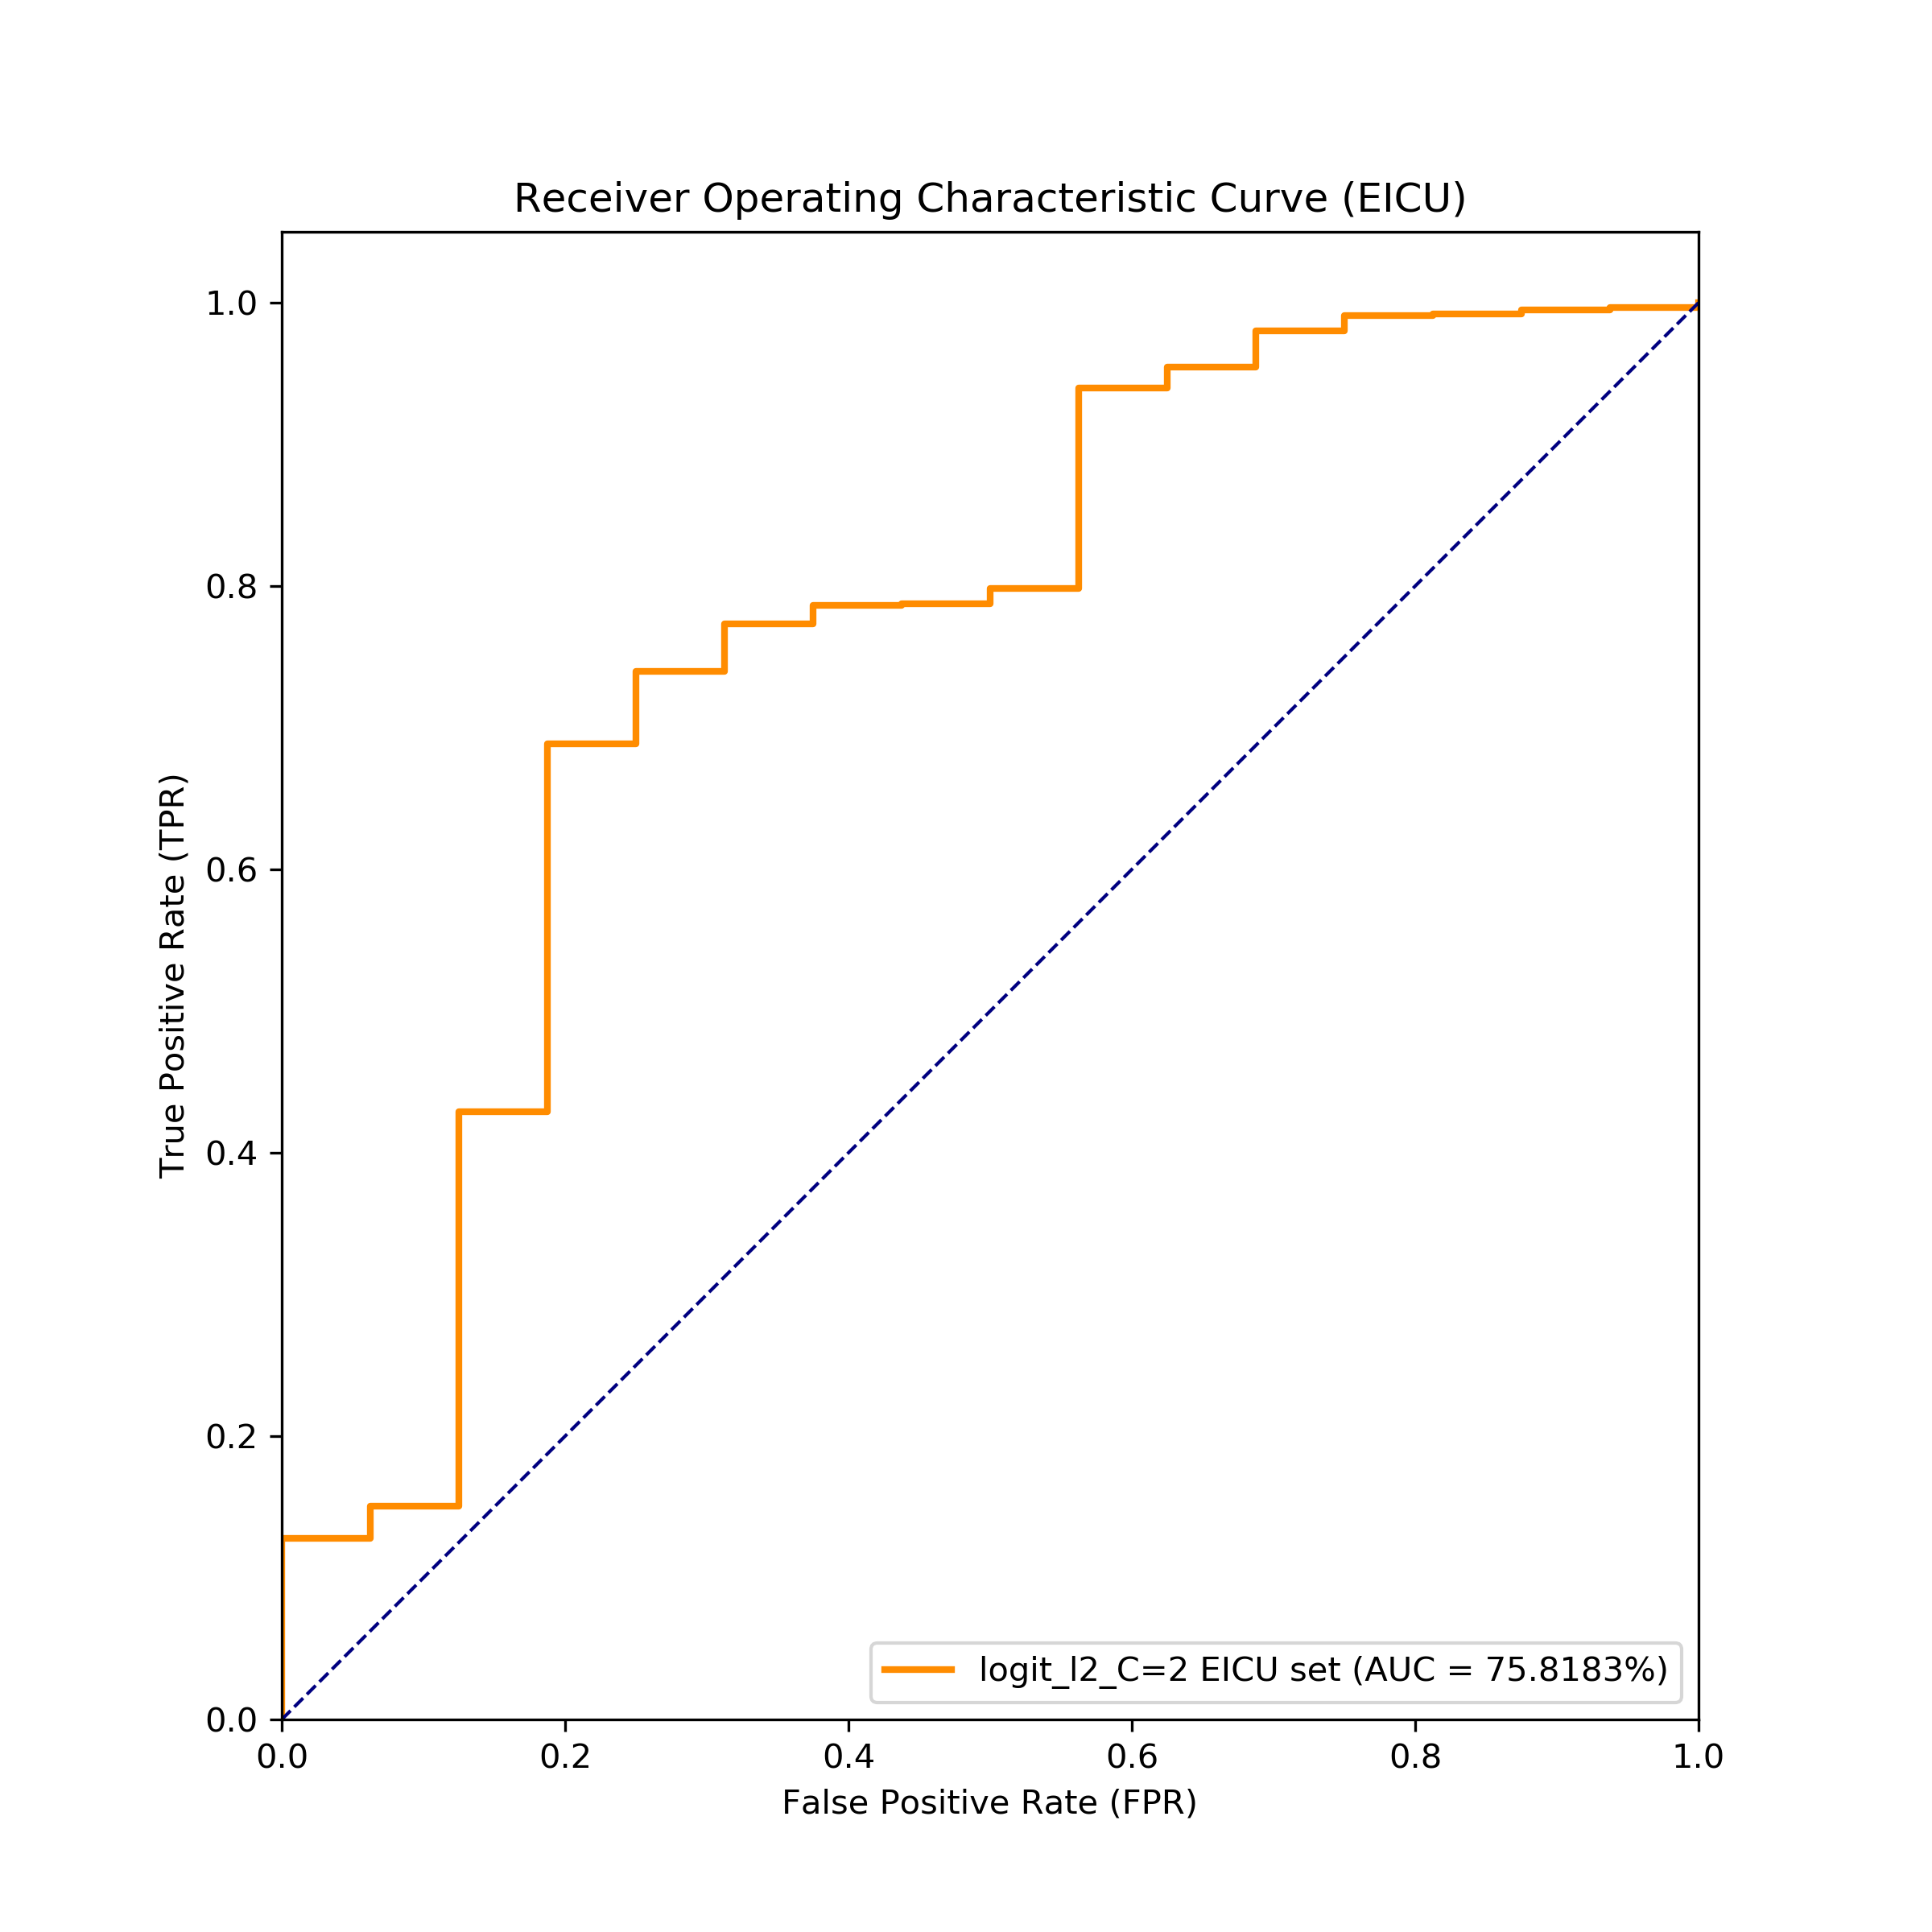 Receiver Operating Characteristic Curve (EICU)
1.0
0.8
0.6
0.4
0.2
0.0
True Positive Rate (TPR)
logit_l2_C=2 EICU set (AUC = 75.8183%)
0.0 0.2 0.4 0.6 0.8 1.0
False Positive Rate (FPR)